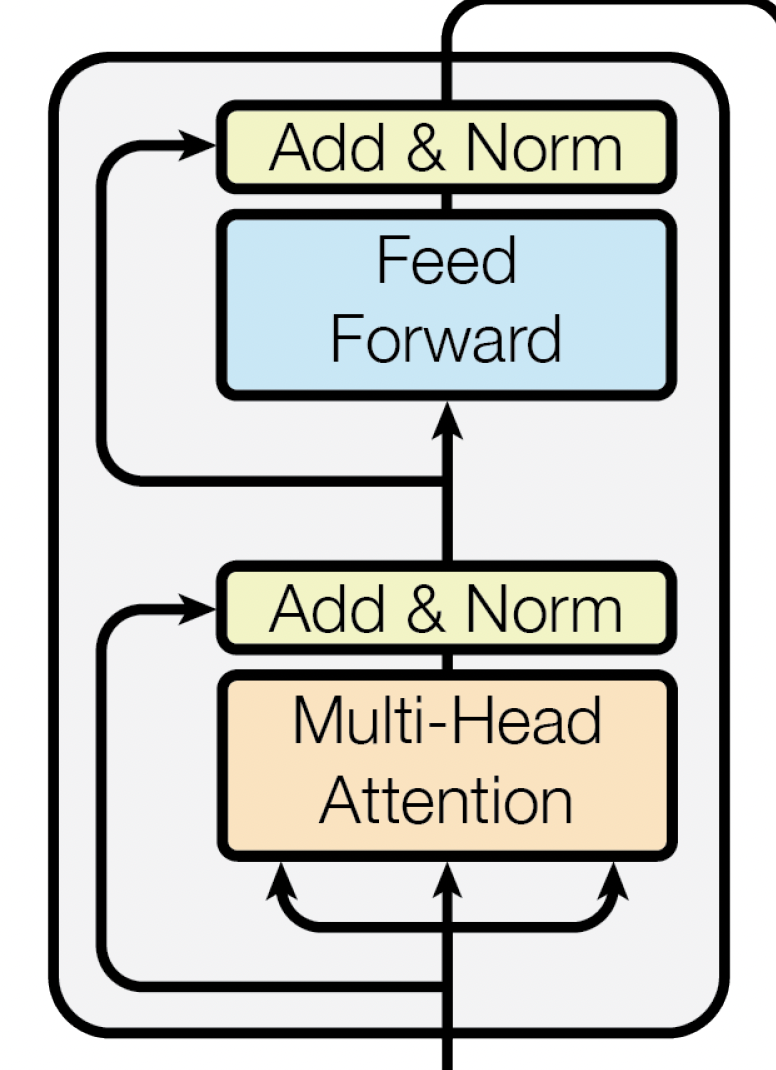 Add & Norm
Feed
Forward
Add & Norm
Multi-Head
Attention